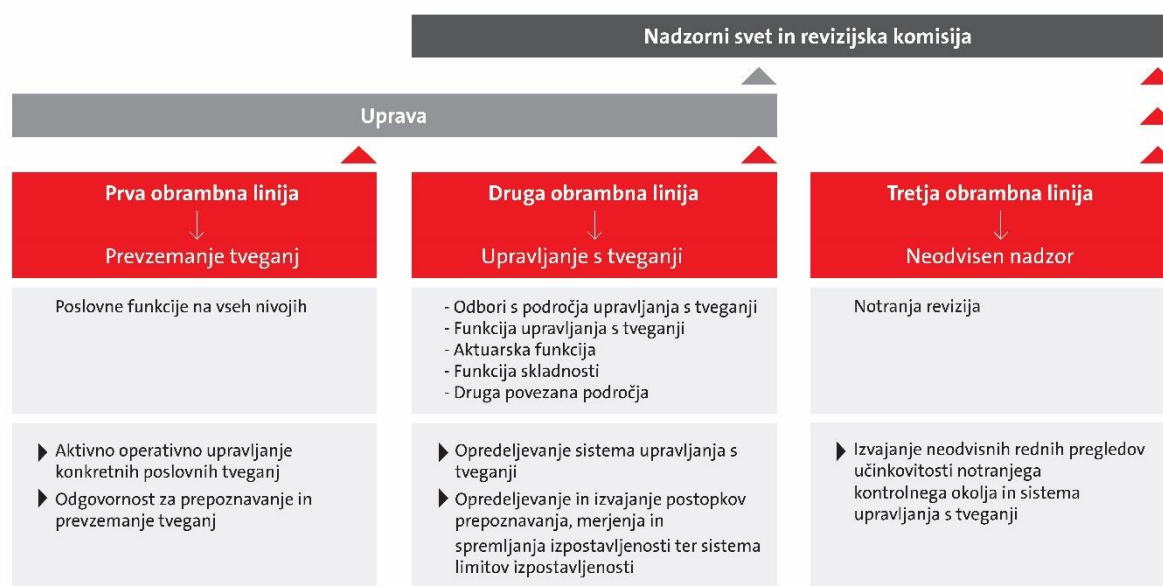 Nadzorni svet in revizijska komisija
Uprava
Prva obrambna linija
Prevzemanje tveganj
Poslovne funkcije na vseh nivojih
Aktivno operativno upravljanje
konkretnih poslovnih tveganj
Odgovornost za prepoznavanje in
prevzemanje tveganj
Druga obrambna linija
Upravljanje s tveganji
- Odbori s področja upravljanja s tveganji
- Funkcija upravljanja s tveganji
- Aktuarska funkcija
- Funkcija skladnosti
- Druga povezana področja
Opredeljevanje sistema upravljanja s
tveganji
Opredeljevanje in izvajanje postopkov
prepoznavanja, merjenja in
spremljanja izpostavljenosti ter sistema
limitov izpostavljenosti
Tretja obrambna linija
Neodvisen nadzor
Notranja revizija
Izvajanje neodvisnih rednih pregledov
učinkovitosti notranjega
kontrolnega okolja in sistema
upravljanja s tveganji